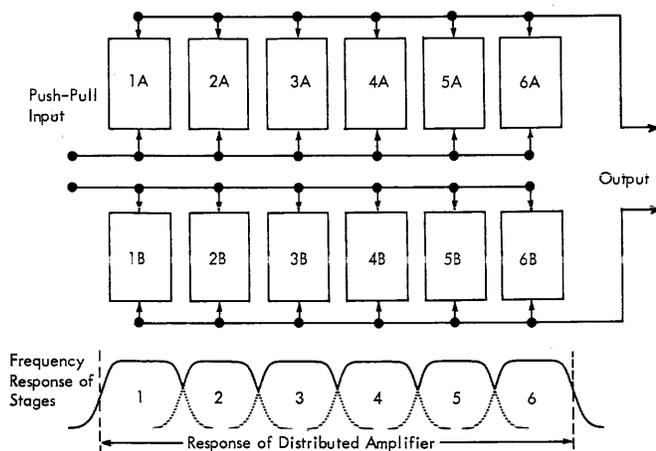 1A 2A 3A 4A 5A 6A
Push-Pull
Input
Output
1B 2B 3B 4B 5B 6B
Frequency
Response of
Stages
1 2 3 4 5 6
Response of Distributed Amplifier